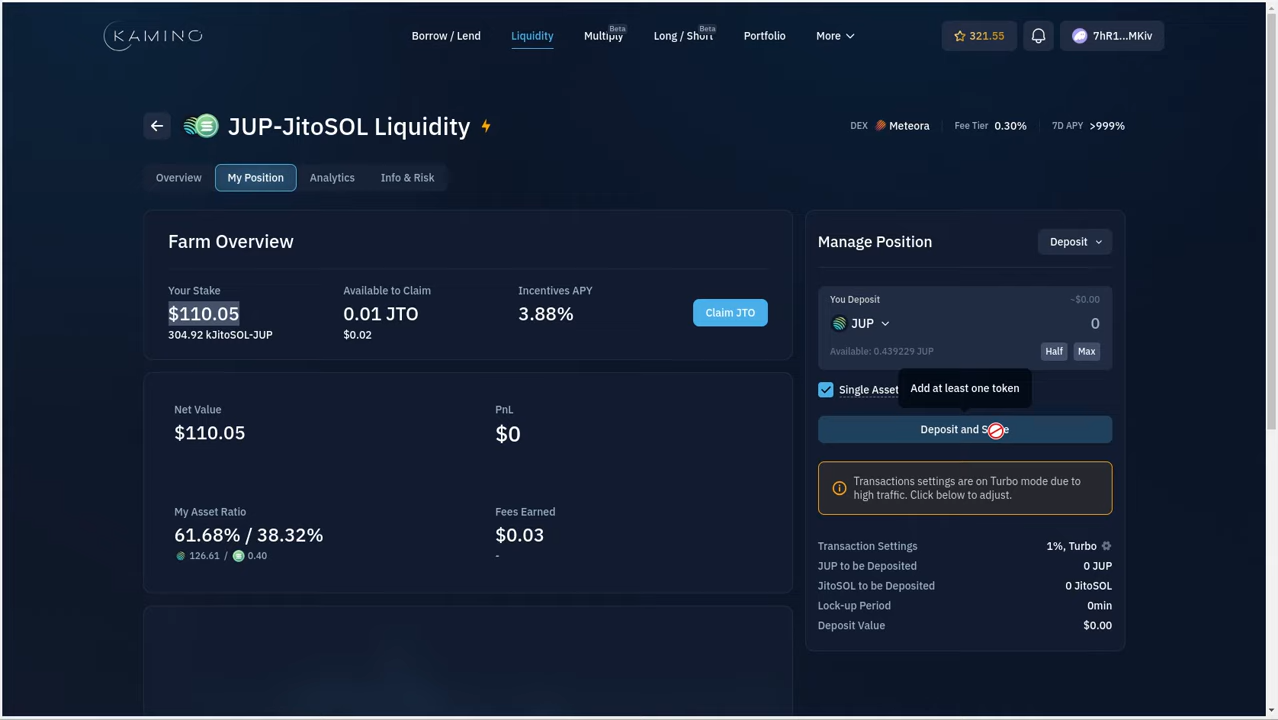 KAMINO
Borrow / Lend
Liquidity
Multiply
Beta
Long / Short
Beta
Portfolio
More
321.55
7hR1...MKiv
JUP-JitoSOL Liquidity
DEX Meteora
Fee Tier 0.30%
7D APY >999%
Overview
My Position
Analytics
Info & Risk
Farm Overview
Your Stake
$110.05
304.92 kJitoSOL-JUP
Available to Claim
0.01 JTO
$0.02
Incentives APY
3.88%
Claim JTO
Net Value
$110.05
PnL
$0
My Asset Ratio
61.68% / 38.32%
126.61 / 0.40
Fees Earned
$0.03
-
Manage Position
Deposit
You Deposit
~$0.00
JUP
0
Available: 0.439229 JUP
Half
Max
Single Asset
Add at least one token
Deposit and
Transactions settings are on Turbo mode due to
high traffic. Click below to adjust.
Transaction Settings 1%, Turbo
JUP to be Deposited 0 JUP
JitoSOL to be Deposited 0 JitoSOL
Lock-up Period 0min
Deposit Value $0.00